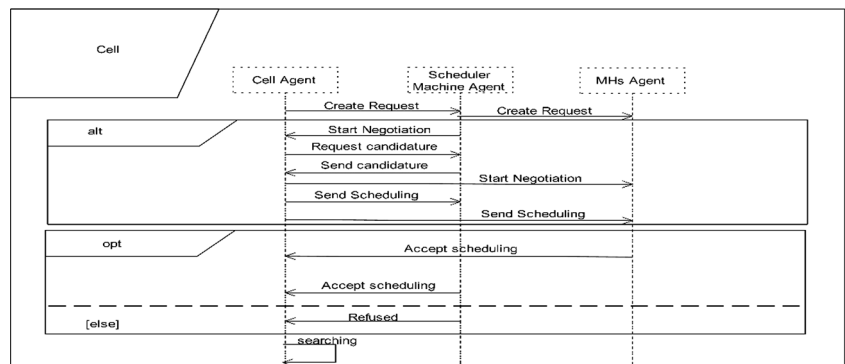 Cell
Cell Agent
Scheduler
Machine Agent
MHs Agent
Create Request
Create Request
alt
Start Negotiation
Request candidature
Send candidature
Start Negotiation
Send Scheduling
Send Scheduling
opt
Accept scheduling
Accept scheduling
[else]
Refused
searching